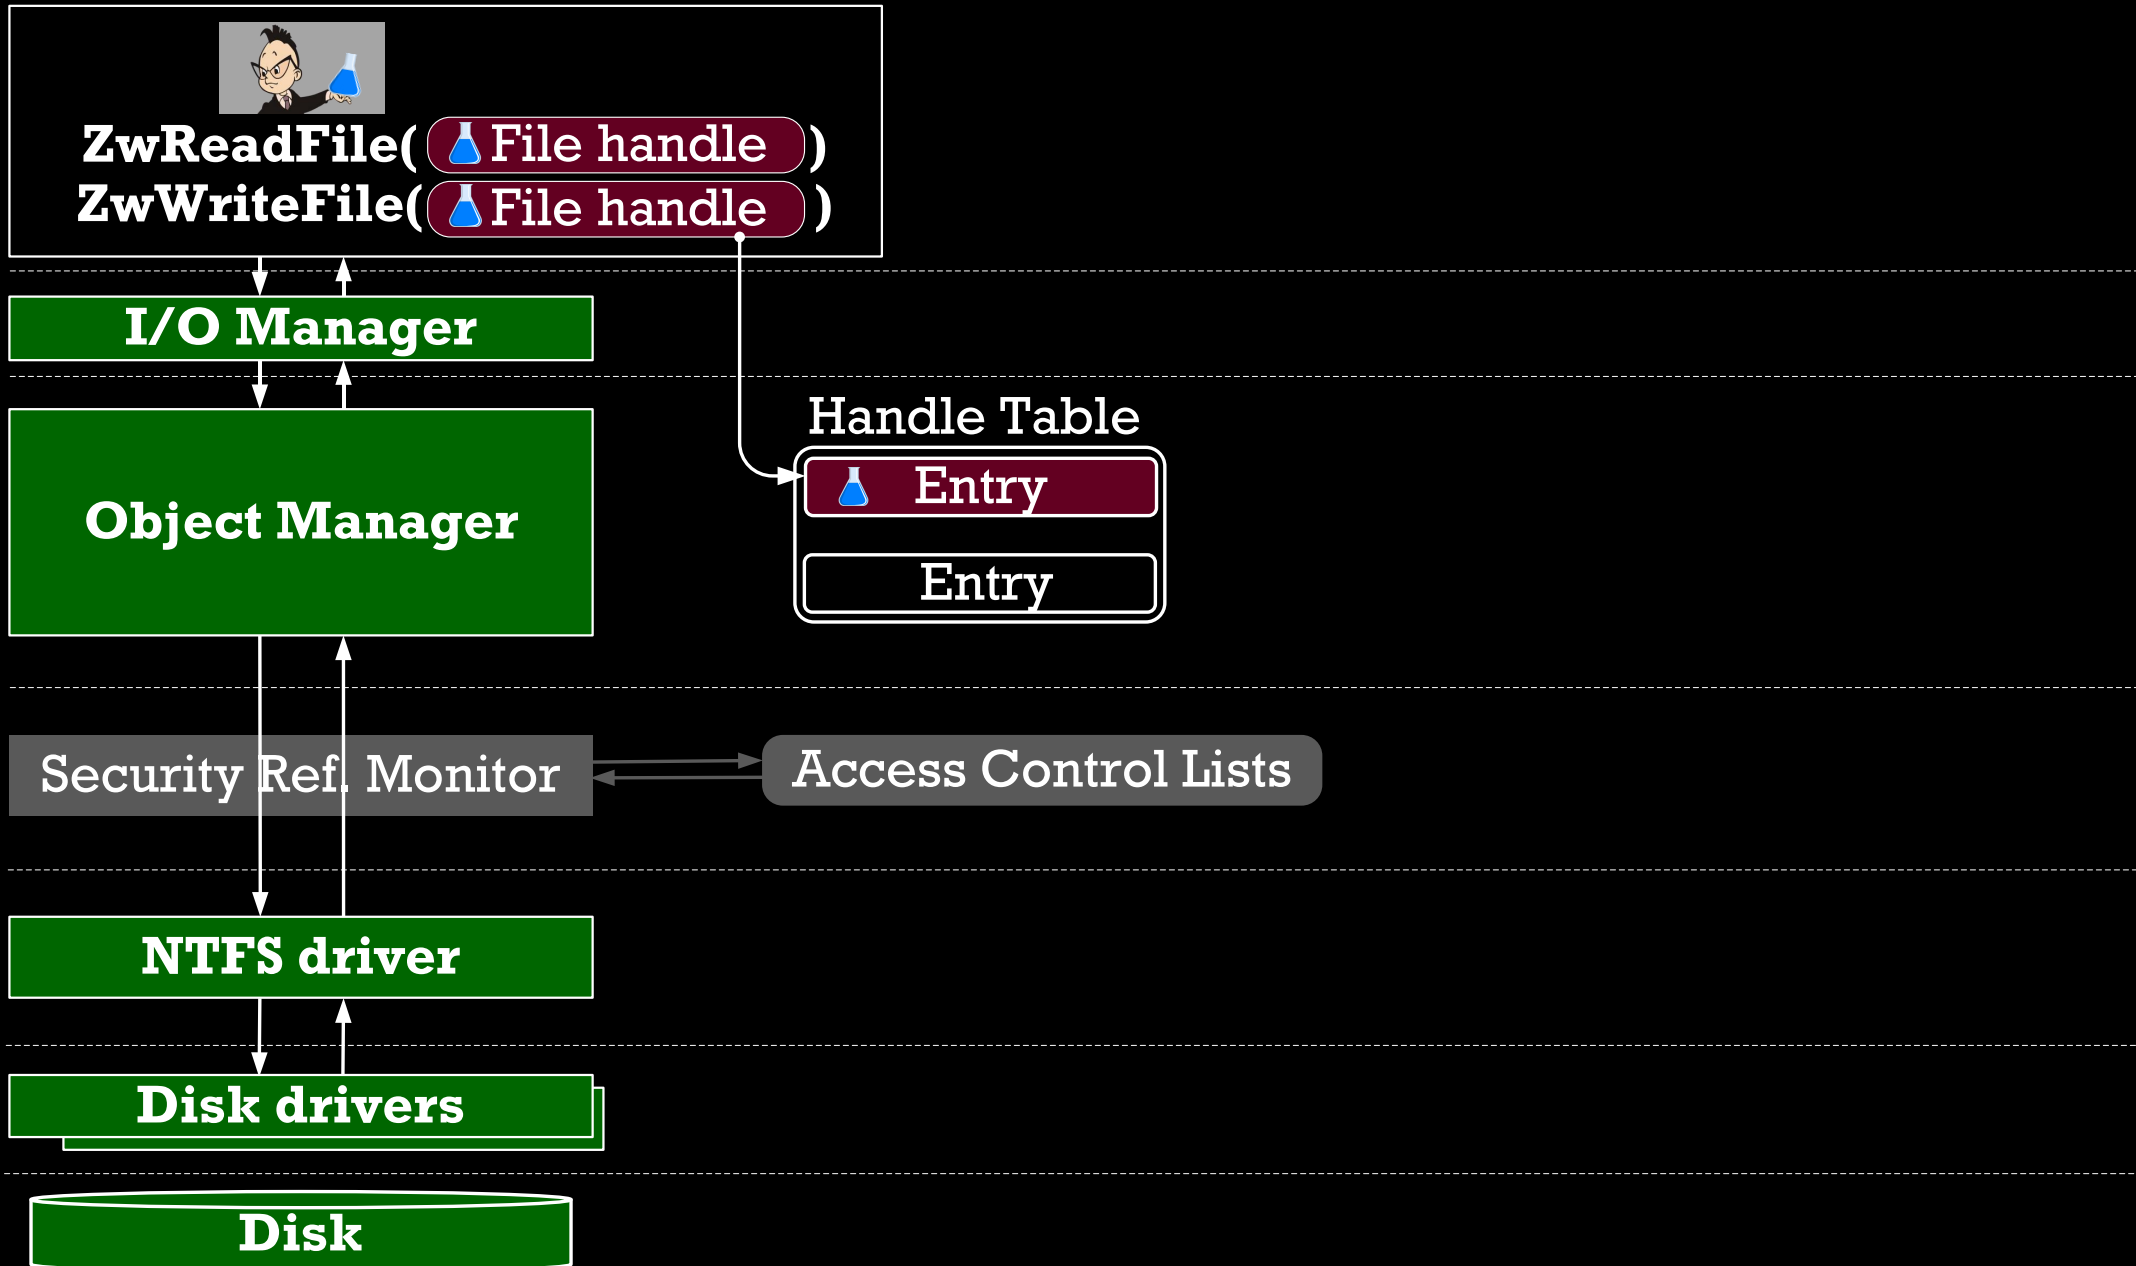 ZwReadFile( File handle )
ZwWriteFile( File handle )
I/O Manager
Handle Table
Entry
Object Manager
Entry
Security Ref. Monitor
Access Control Lists
NTFS driver
Disk drivers
Disk